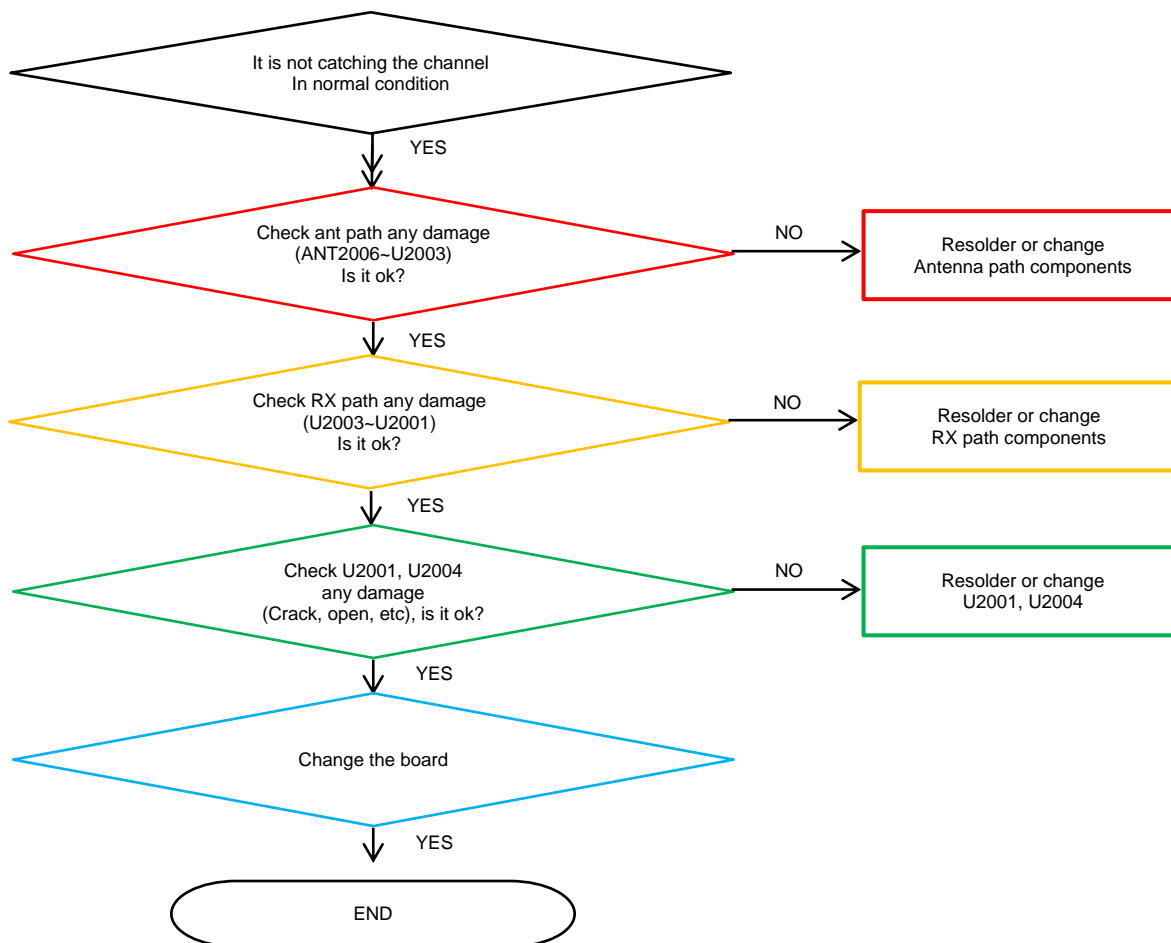 It is not catching the channel
In normal condition
YES
Check ant path any damage
(ANT2006~U2003)
Is it ok?
NO
Resolder or change
Antenna path components
YES
Check RX path any damage
(U2003~U2001)
Is it ok?
NO
Resolder or change
RX path components
YES
Check U2001, U2004
any damage
(Crack, open, etc), is it ok?
NO
Resolder or change
U2001, U2004
YES
Change the board
YES
END